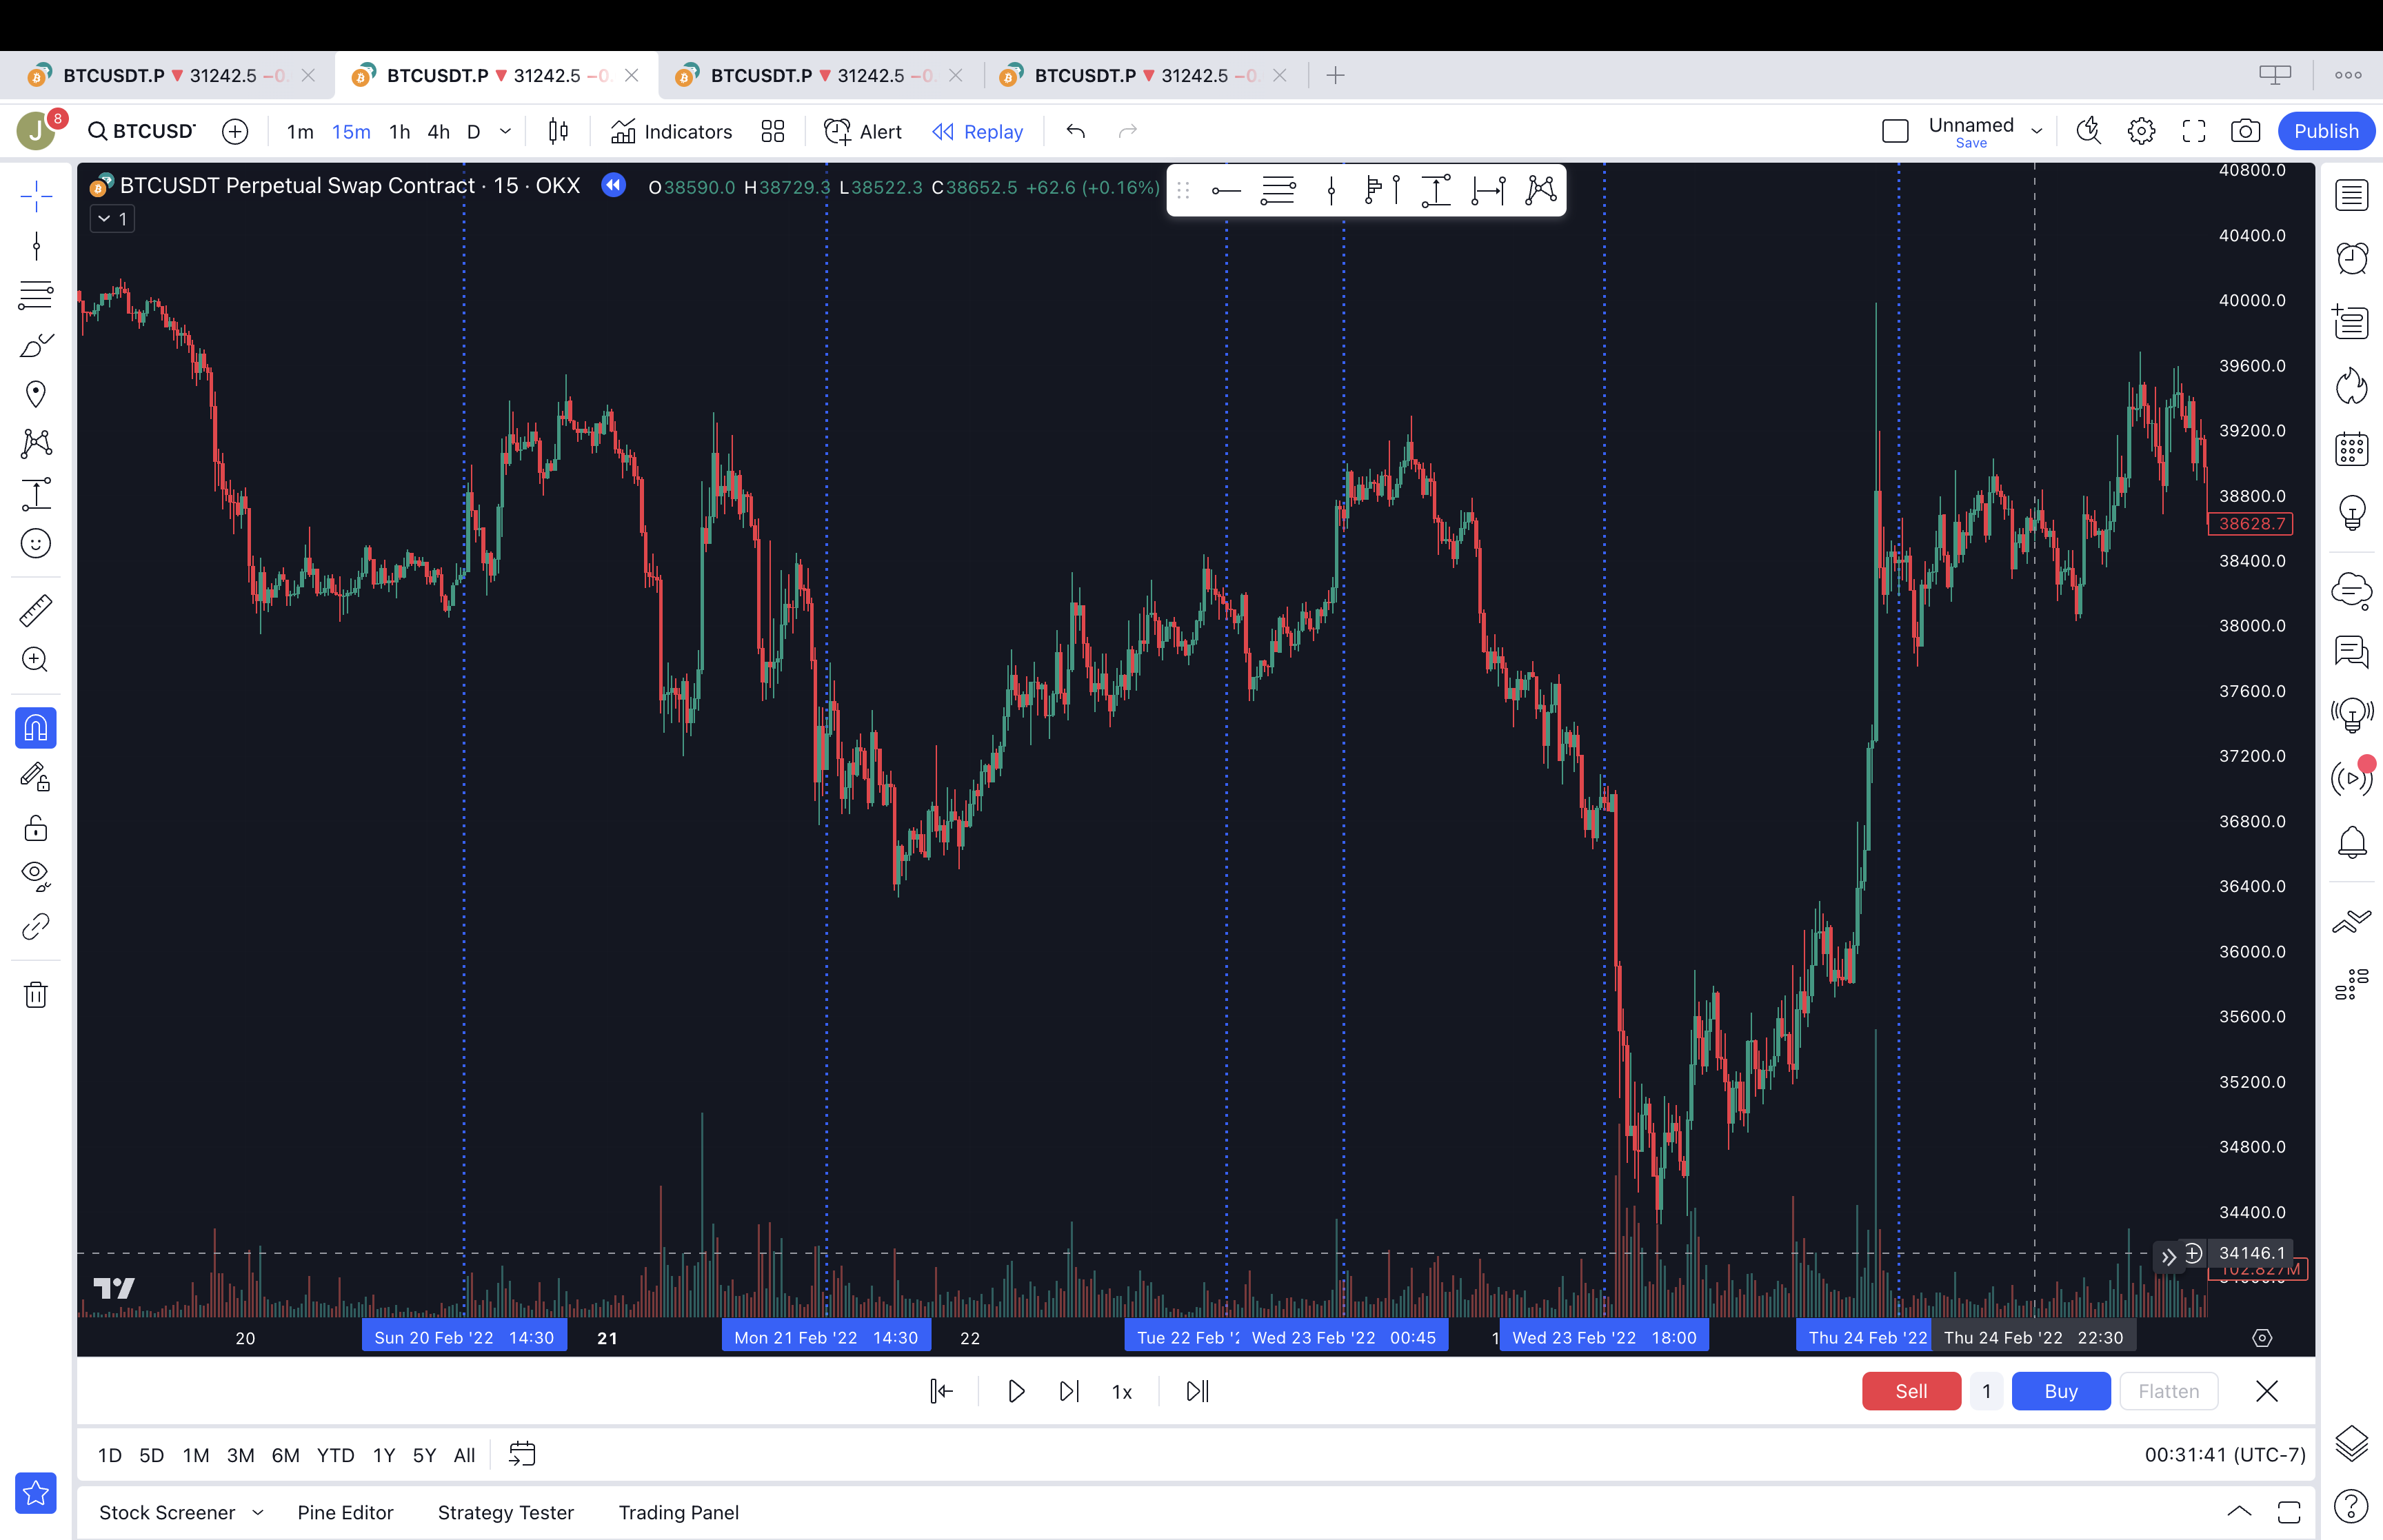 BTCUSDT.P ▼ 31242.5 −0. BTCUSDT.P ▼ 31242.5 −0. BTCUSDT.P ▼ 31242.5 −0. BTCUSDT.P ▼ 31242.5 −0.
J 8 BTCUSD 1m 15m 1h 4h D Indicators Alert Replay Unnamed Publish
Save
BTCUSDT Perpetual Swap Contract · 15 · OKX O38590.0 H38729.3 L38522.3 C38652.5 +62.6 (+0.16%)
1
40800.0
40400.0
40000.0
39600.0
39200.0
38800.0
38628.7
38400.0
38000.0
37600.0
37200.0
36800.0
36400.0
36000.0
35600.0
35200.0
34800.0
34400.0
34146.1
102.827M
20 Sun 20 Feb '22 14:30 21 Mon 21 Feb '22 14:30 22 Tue 22 Feb ' Wed 23 Feb '22 00:45 1 Wed 23 Feb '22 18:00 Thu 24 Feb '22 Thu 24 Feb '22 22:30
1x Sell 1 Buy Flatten
1D 5D 1M 3M 6M YTD 1Y 5Y All 00:31:41 (UTC-7)
Stock Screener Pine Editor Strategy Tester Trading Panel